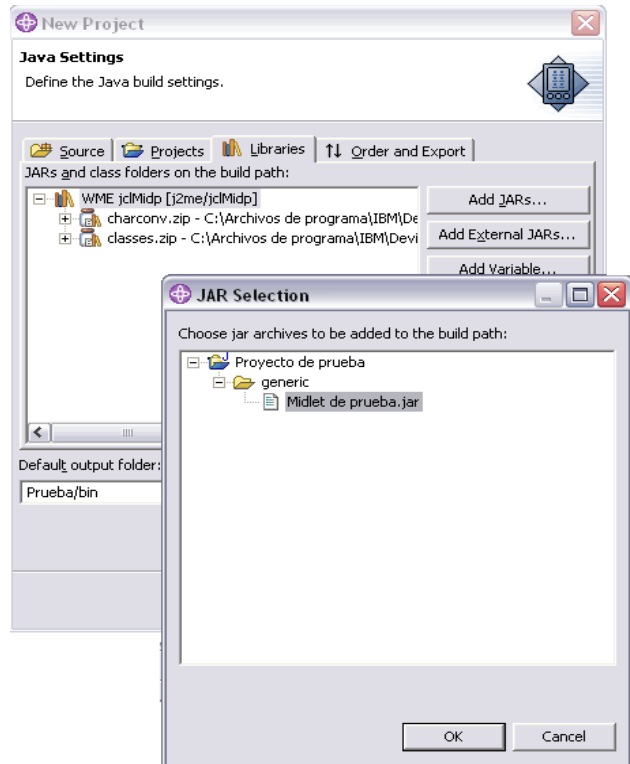 New Project
Java Settings
Define the Java build settings.
Source Projects Libraries Order and Export
JARs and class folders on the build path:
WME jclMidp [j2me/jclMidp]
charconv.zip - C:\Archivos de programa\IBM\De
classes.zip - C:\Archivos de programa\IBM\Devi
Add JARs...
Add External JARs...
Add Variable...
Default output folder:
Prueba/bin
JAR Selection
Choose jar archives to be added to the build path:
Proyecto de prueba
generic
Midlet de prueba.jar
OK Cancel